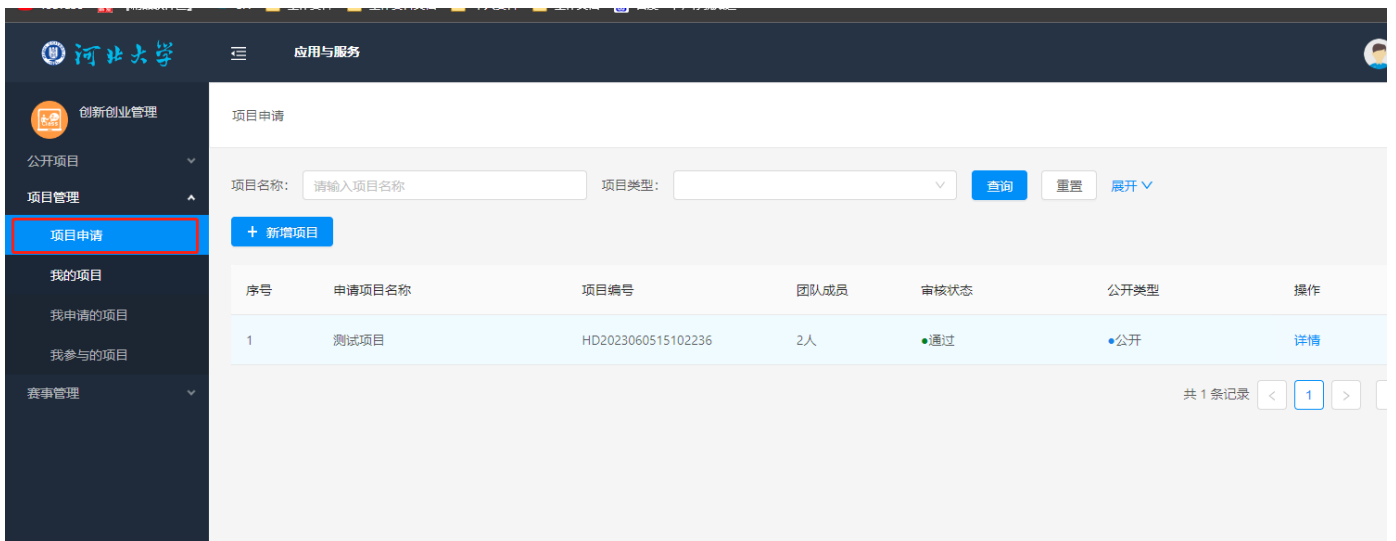 河北大学
应用与服务
创新创业管理
公开项目
项目管理
项目申请
我的项目
我申请的项目
我参与的项目
赛事管理
项目申请
项目名称： 请输入项目名称 项目类型： 查询 重置 展开
+ 新增项目
序号 申请项目名称 项目编号 团队成员 审核状态 公开类型 操作
1 测试项目 HD2023060515102236 2人 ●通过 ●公开 详情
共 1 条记录 < 1 >